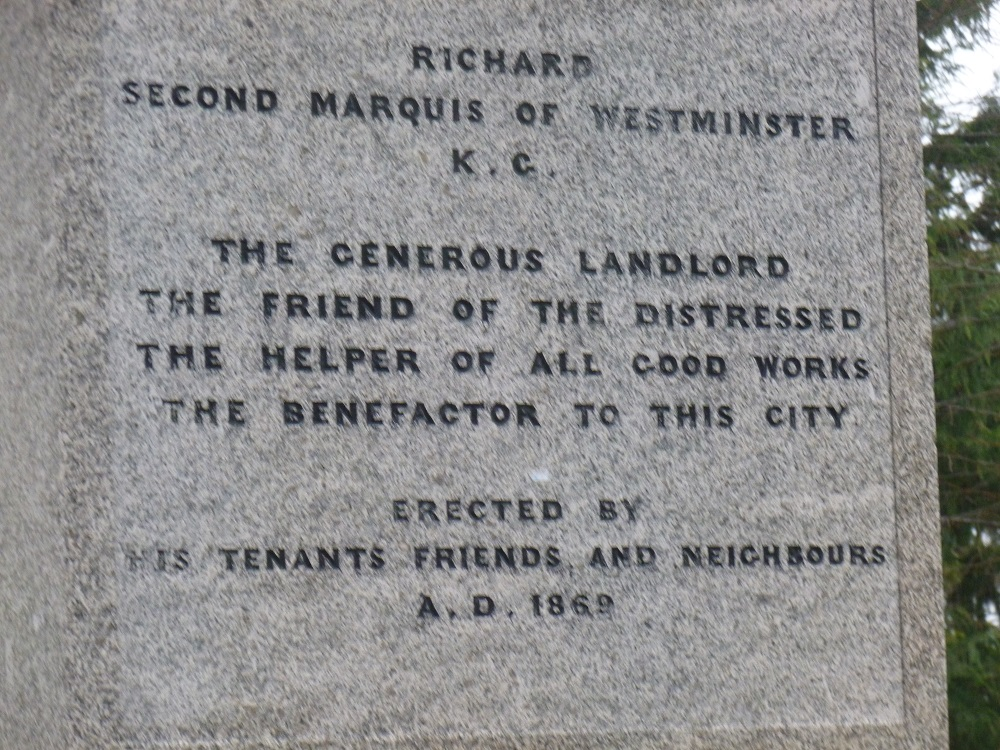 RICHARD
SECOND MARQUIS OF WESTMINSTER
K.G.
THE GENEROUS LANDLORD
THE FRIEND OF THE DISTRESSED
THE HELPER OF ALL GOOD WORKS
THE BENEFACTOR TO THIS CITY
ERECTED BY
HIS TENANTS FRIENDS, AND NEIGHBOURS
A.D. 1869